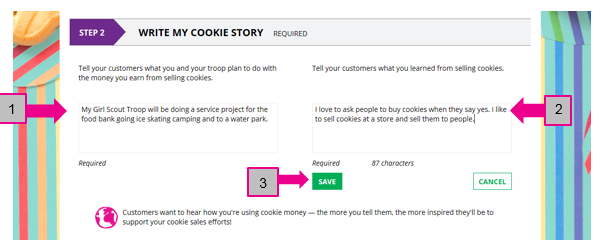 STEP 2
WRITE MY COOKIE STORY REQUIRED
Tell your customers what you and your troop plan to do with
the money you earn from selling cookies.
Tell your customers what you learned from selling cookies.
1
My Girl Scout Troop will be doing a service project for the
food bank going ice skating camping and to a water park.
I love to ask people to buy cookies when they say yes. I like
to sell cookies at a store and sell them to people.
2
Required
Required 87 characters
3
SAVE
CANCEL
Customers want to hear how you're using cookie money — the more you tell them, the more inspired they'll be to
support your cookie sales efforts!